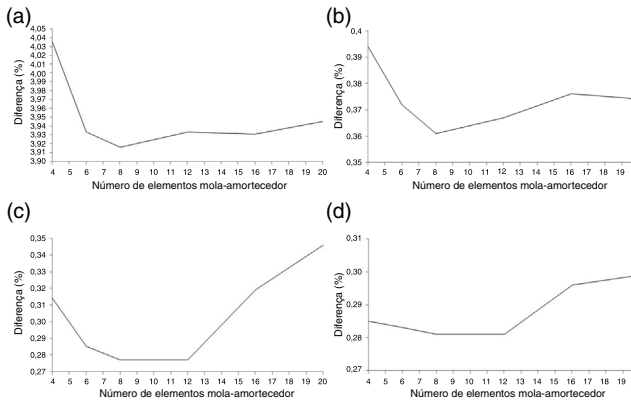 (a)
4,05
4,04
4,03
4,02
4,01
4,00
3,99
3,98
3,97
3,96
3,95
3,94
3,93
3,92
3,91
3,90
Diferença (%)
4 5 6 7 8 9 10 11 12 13 14 15 16 17 18 19 20
Número de elementos mola-amortecedor
(b)
0,4
0,39
0,38
0,37
0,36
0,35
Diferença (%)
4 5 6 7 8 9 10 11 12 13 14 15 16 17 18 19
Número de elementos mola-amortecedor
(c)
0,35
0,34
0,32
0,31
0,30
0,28
0,27
Diferença (%)
4 5 6 7 8 9 10 11 12 13 14 15 16 17 18 19 20
Número de elementos mola-amortecedor
(d)
0,31
0,30
0,29
0,28
0,27
Diferença (%)
4 5 6 7 8 9 10 11 12 13 14 15 16 17 18 19
Número de elementos mola-amortecedor